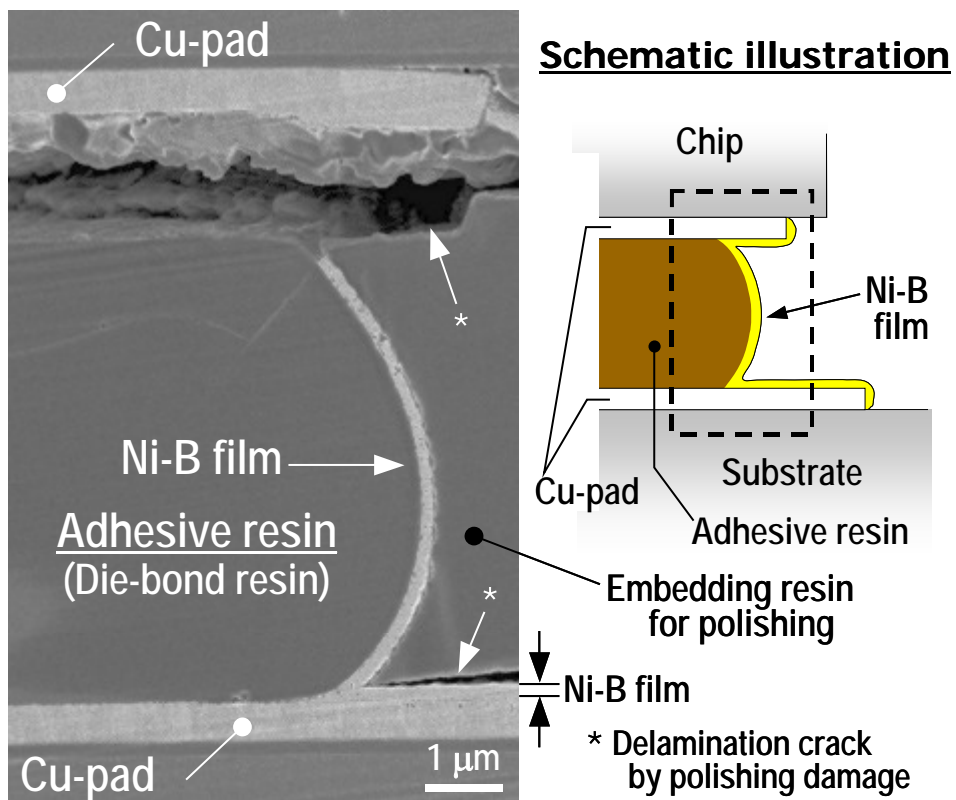 Cu-pad
*
Ni-B film
Adhesive resin
(Die-bond resin)
*
Cu-pad
1 μm
Schematic illustration
Chip
Ni-B
film
Substrate
Cu-pad
Adhesive resin
Embedding resin
for polishing
Ni-B film
* Delamination crack
by polishing damage